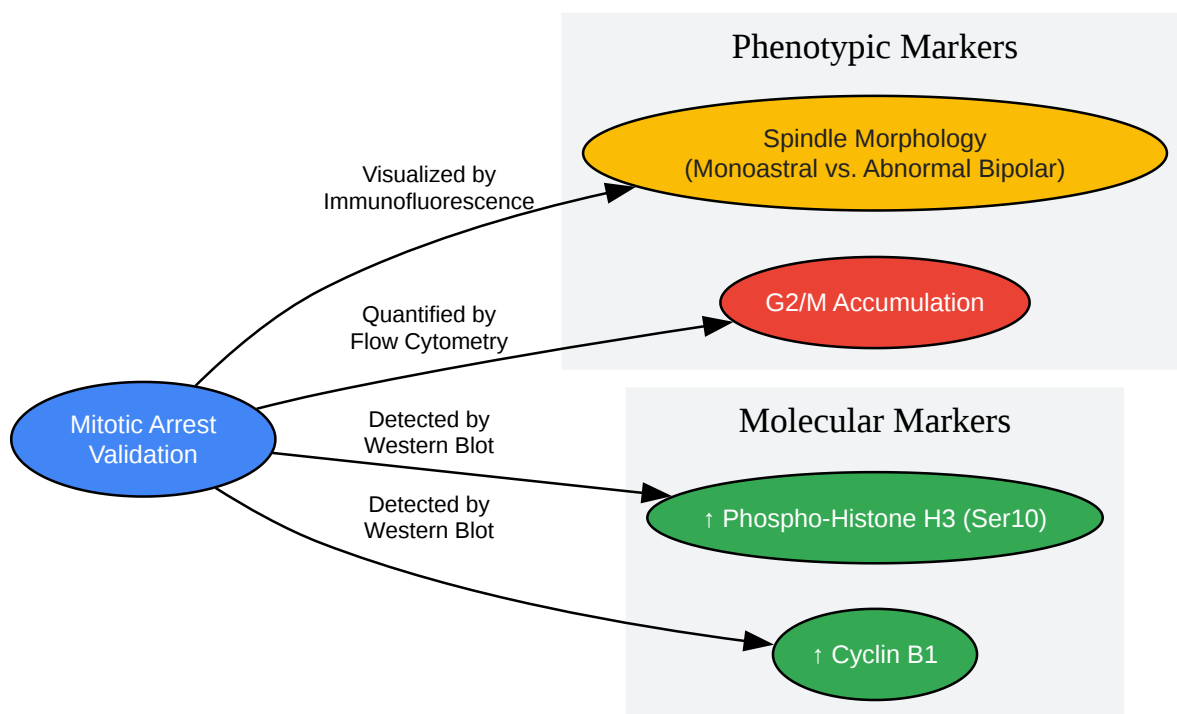 Phenotypic Markers
Spindle Morphology
(Monoastral vs. Abnormal Bipolar)
Visualized by
Immunofluorescence
G2/M Accumulation
Quantified by
Flow Cytometry
Mitotic Arrest
Validation
Molecular Markers
Detected by
Western Blot
↑ Phospho-Histone H3 (Ser10)
Detected by
Western Blot
↑ Cyclin B1